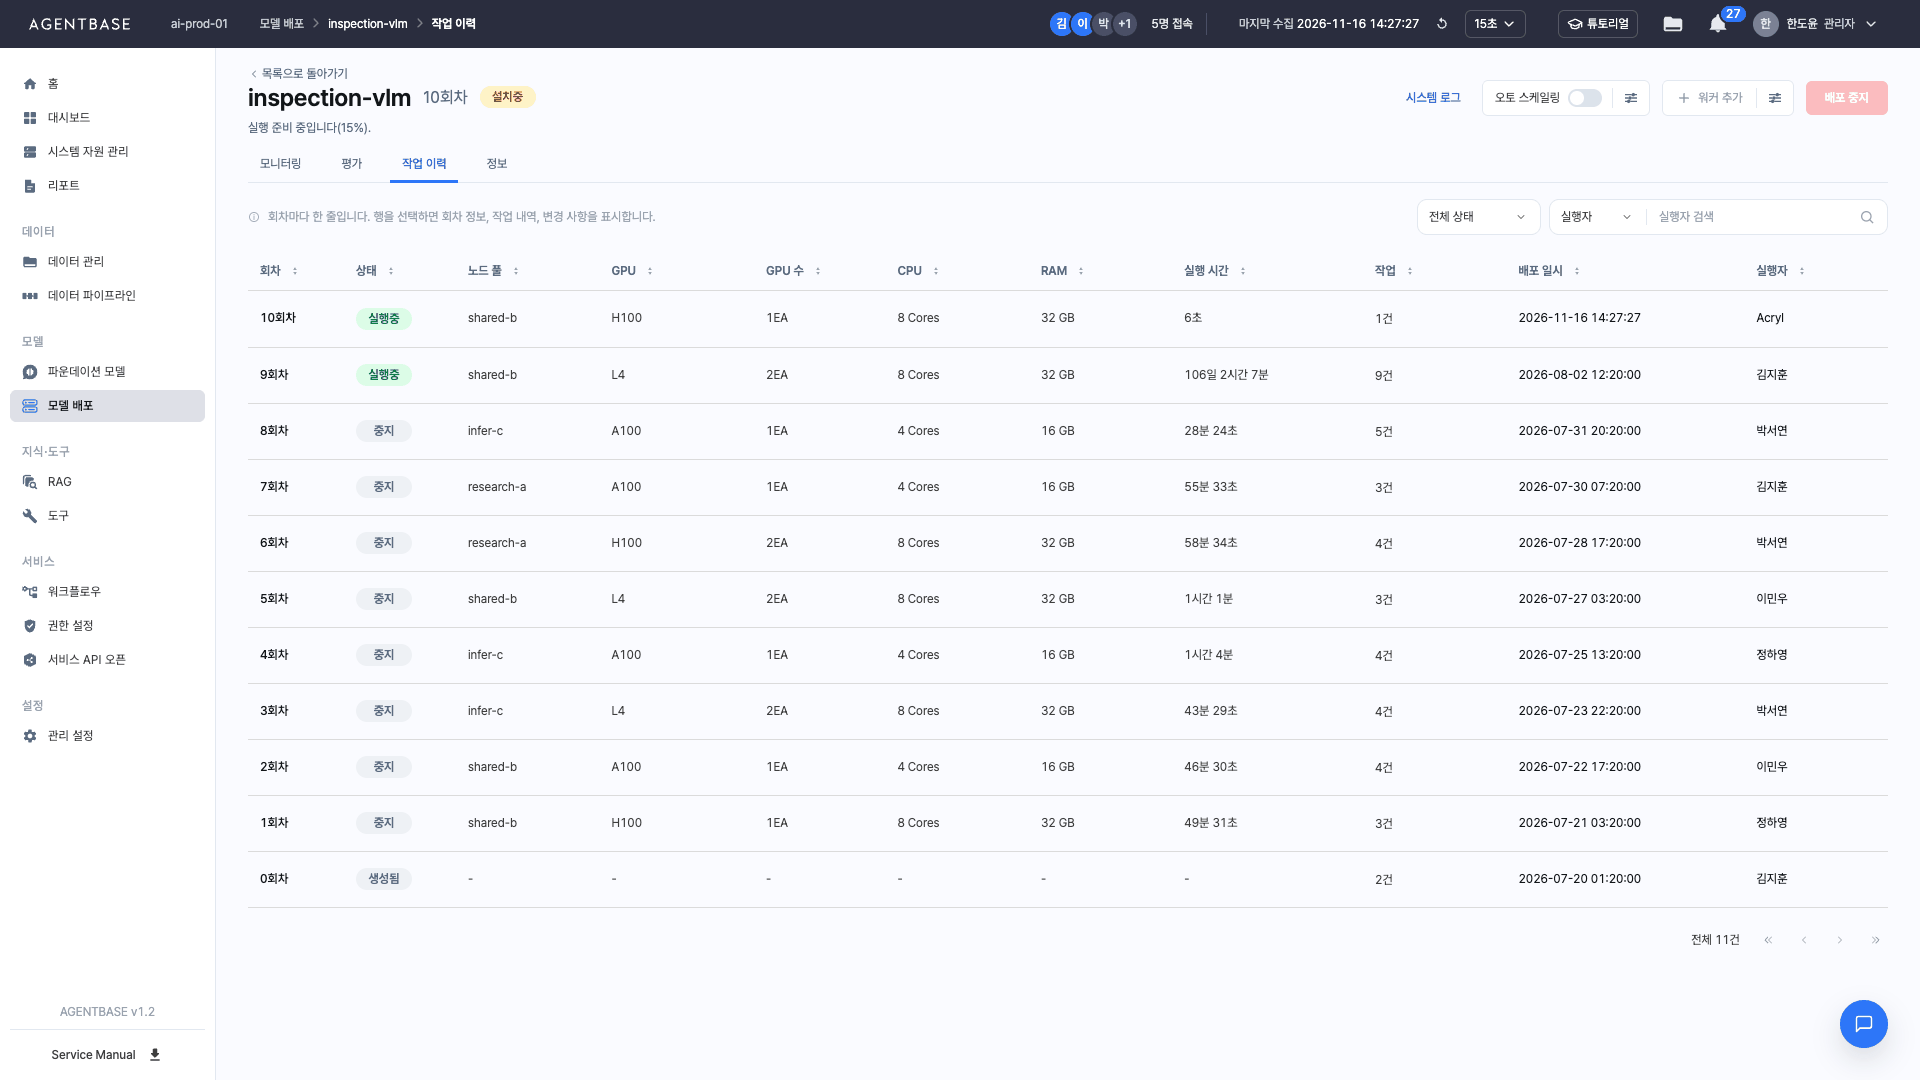 AGENTBASE
ai-prod-01
모델 배포 > inspection-vlm > 작업 이력
김 이 박 +1 5명 접속
마지막 수집 2026-11-16 14:27:27
15초
튜토리얼
27
한 한도윤 관리자
홈
대시보드
시스템 자원 관리
리포트
데이터
데이터 관리
데이터 파이프라인
모델
파운데이션 모델
모델 배포
지식·도구
RAG
도구
서비스
워크플로우
권한 설정
서비스 API 오픈
설정
관리 설정
AGENTBASE v1.2
Service Manual
목록으로 돌아가기
inspection-vlm 10회차 설치중
실행 준비 중입니다(15%).
시스템 로그
오토 스케일링
워커 추가
배포 중지
모니터링 평가 작업 이력 정보
회차마다 한 줄입니다. 행을 선택하면 회차 정보, 작업 내역, 변경 사항을 표시합니다.
전체 상태
실행자
실행자 검색
회차 상태 노드 풀 GPU GPU 수 CPU RAM 실행 시간 작업 배포 일시 실행자
10회차 실행중 shared-b H100 1EA 8 Cores 32 GB 6초 1건 2026-11-16 14:27:27 Acryl
9회차 실행중 shared-b L4 2EA 8 Cores 32 GB 106일 2시간 7분 9건 2026-08-02 12:20:00 김지훈
8회차 중지 infer-c A100 1EA 4 Cores 16 GB 28분 24초 5건 2026-07-31 20:20:00 박서연
7회차 중지 research-a A100 1EA 4 Cores 16 GB 55분 33초 3건 2026-07-30 07:20:00 김지훈
6회차 중지 research-a H100 2EA 8 Cores 32 GB 58분 34초 4건 2026-07-28 17:20:00 박서연
5회차 중지 shared-b L4 2EA 8 Cores 32 GB 1시간 1분 3건 2026-07-27 03:20:00 이민우
4회차 중지 infer-c A100 1EA 4 Cores 16 GB 1시간 4분 4건 2026-07-25 13:20:00 정하영
3회차 중지 infer-c L4 2EA 8 Cores 32 GB 43분 29초 4건 2026-07-23 22:20:00 박서연
2회차 중지 shared-b A100 1EA 4 Cores 16 GB 46분 30초 4건 2026-07-22 17:20:00 이민우
1회차 중지 shared-b H100 1EA 8 Cores 32 GB 49분 31초 3건 2026-07-21 03:20:00 정하영
0회차 생성됨 - - - - - - 2건 2026-07-20 01:20:00 김지훈
전체 11건